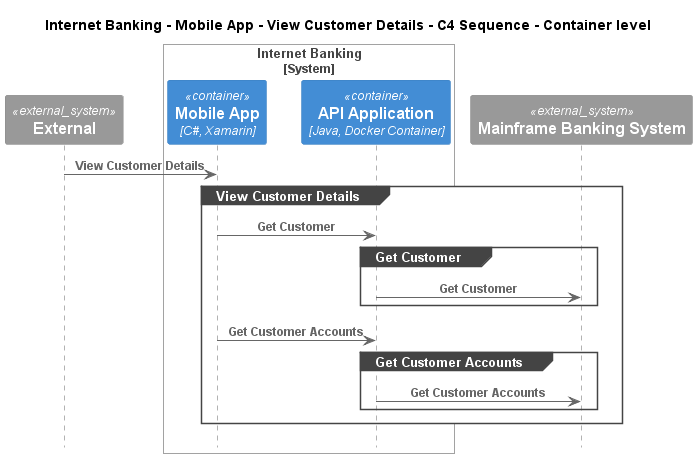 Internet Banking - Mobile App - View Customer Details - C4 Sequence - Container level
Internet Banking
[System]
«external_system»
External
«container»
Mobile App
[C#, Xamarin]
«container»
API Application
[Java, Docker Container]
«external_system»
Mainframe Banking System
View Customer Details
View Customer Details
Get Customer
Get Customer
Get Customer
Get Customer Accounts
Get Customer Accounts
Get Customer Accounts